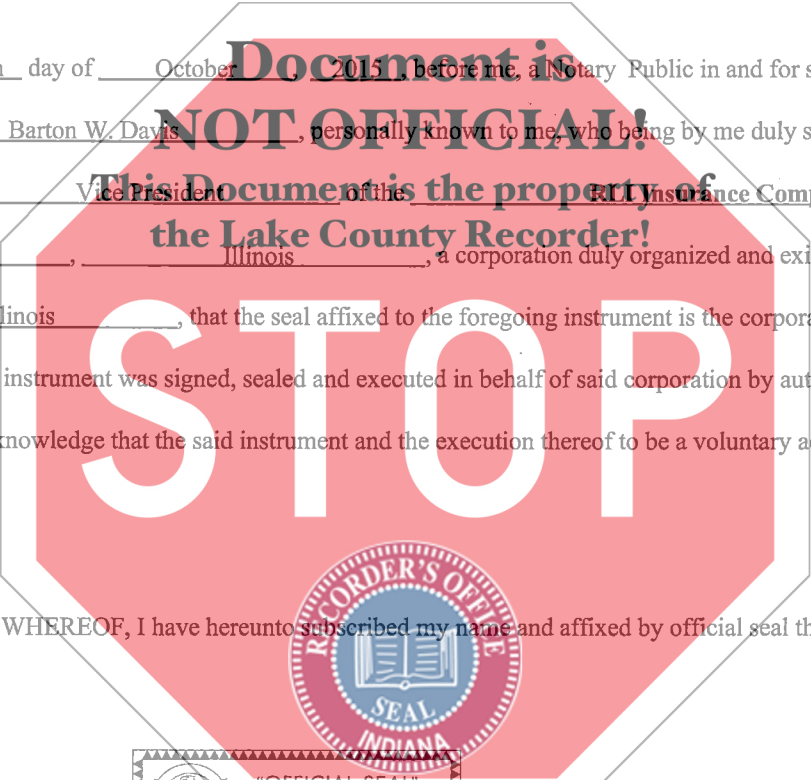 day of October, 2015, before me, a Notary Public in and for s
Document is
Barton W. Davis, personally known to me, who being by me duly s
NOT OFFICIAL!
Vice President of the RLI Insurance Comp
This Document is the property of
the Lake County Recorder!
, Illinois, a corporation duly organized and exi
linois, that the seal affixed to the foregoing instrument is the corpora
STOP
instrument was signed, sealed and executed in behalf of said corporation by aut
knowledge that the said instrument and the execution thereof to be a voluntary a
RECORDER'S OFFICE
WHEREOF, I have hereunto subscribed my name and affixed by official seal th
SEAL
INDIANA
"OFFICIAL SEAL"